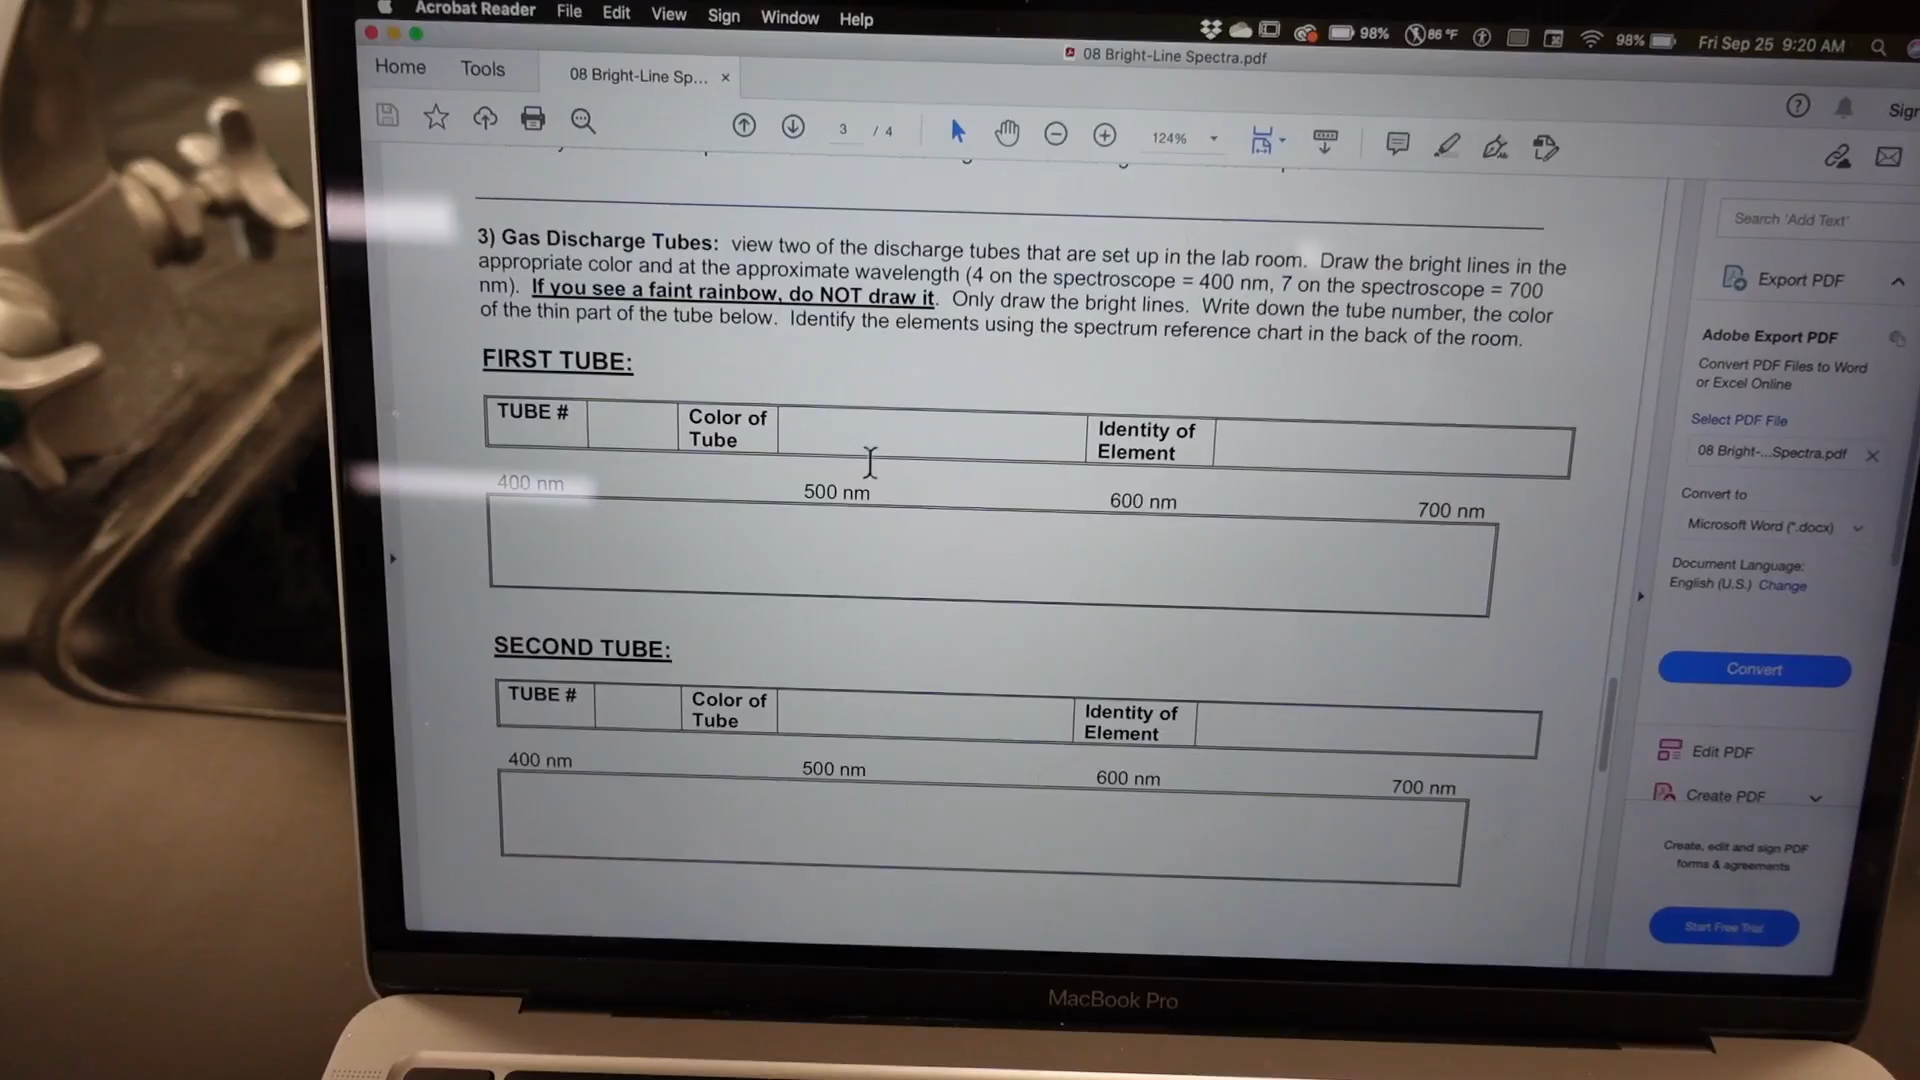 Acrobat Reader File Edit View Sign Window Help
98% 86 °F 98% Fri Sep 25 9:20 AM
08 Bright-Line Spectra.pdf
Home Tools 08 Bright-Line Sp... ×
3 / 4 124%
Sign
3) Gas Discharge Tubes: view two of the discharge tubes that are set up in the lab room. Draw the bright lines in the
appropriate color and at the approximate wavelength (4 on the spectroscope = 400 nm, 7 on the spectroscope = 700
nm). If you see a faint rainbow, do NOT draw it. Only draw the bright lines. Write down the tube number, the color
of the thin part of the tube below. Identify the elements using the spectrum reference chart in the back of the room.
FIRST TUBE:
TUBE # Color of Tube Identity of Element
400 nm 500 nm 600 nm 700 nm
SECOND TUBE:
TUBE # Color of Tube Identity of Element
400 nm 500 nm 600 nm 700 nm
Search 'Add Text'
Export PDF
Adobe Export PDF
Convert PDF Files to Word
or Excel Online
Select PDF File
08 Bright-...Spectra.pdf
Convert to
Microsoft Word (*.docx)
Document Language:
English (U.S.) Change
Convert
Edit PDF
Create PDF
Create, edit and sign PDF
forms & agreements
Start Free Trial
MacBook Pro